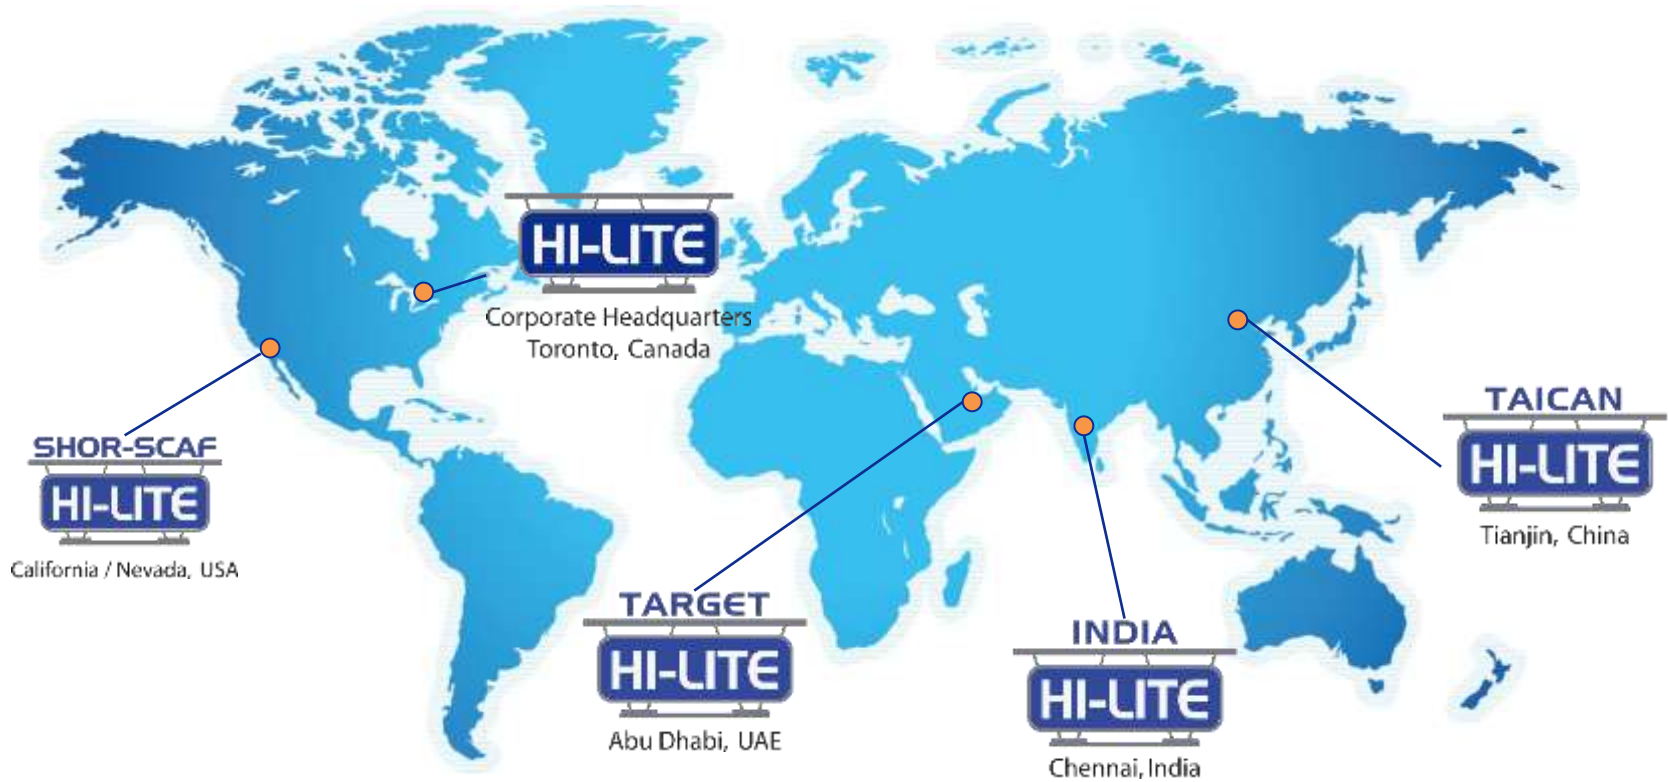 HI-LITE
Corporate Headquarters
Toronto, Canada
SHOR-SCAF
HI-LITE
California / Nevada, USA
TARGET
HI-LITE
Abu Dhabi, UAE
INDIA
HI-LITE
Chennai, India
TAICAN
HI-LITE
Tianjin, China